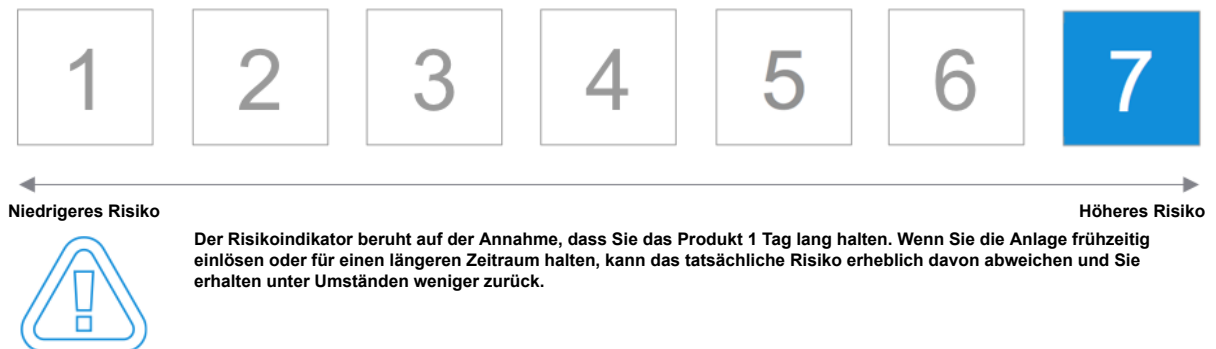 1 2 3 4 5 6 7
Niedrigeres Risiko Höheres Risiko
Der Risikoindikator beruht auf der Annahme, dass Sie das Produkt 1 Tag lang halten. Wenn Sie die Anlage frühzeitig
einlösen oder für einen längeren Zeitraum halten, kann das tatsächliche Risiko erheblich davon abweichen und Sie
erhalten unter Umständen weniger zurück.